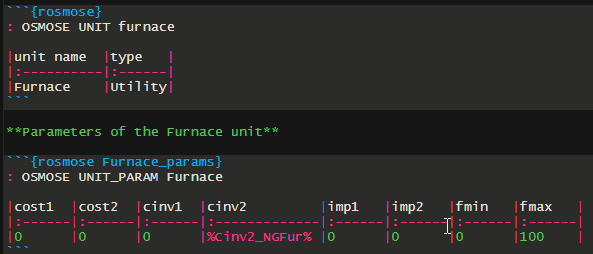 ```{rosmose}
: OSMOSE UNIT furnace
|unit name  |type   |
|:----------|:------|
|Furnace    |Utility|
```
**Parameters of the Furnace unit**
```{rosmose Furnace_params}
: OSMOSE UNIT_PARAM Furnace
|cost1  |cost2  |cinv1  |cinv2         |imp1   |imp2   |fmin   |fmax   |
|:------|:------|:------|:-------------|:------|:------|:------|:------|
|0      |0      |0      |%Cinv2_NGFur% |0      |0      |0      |100    |
```